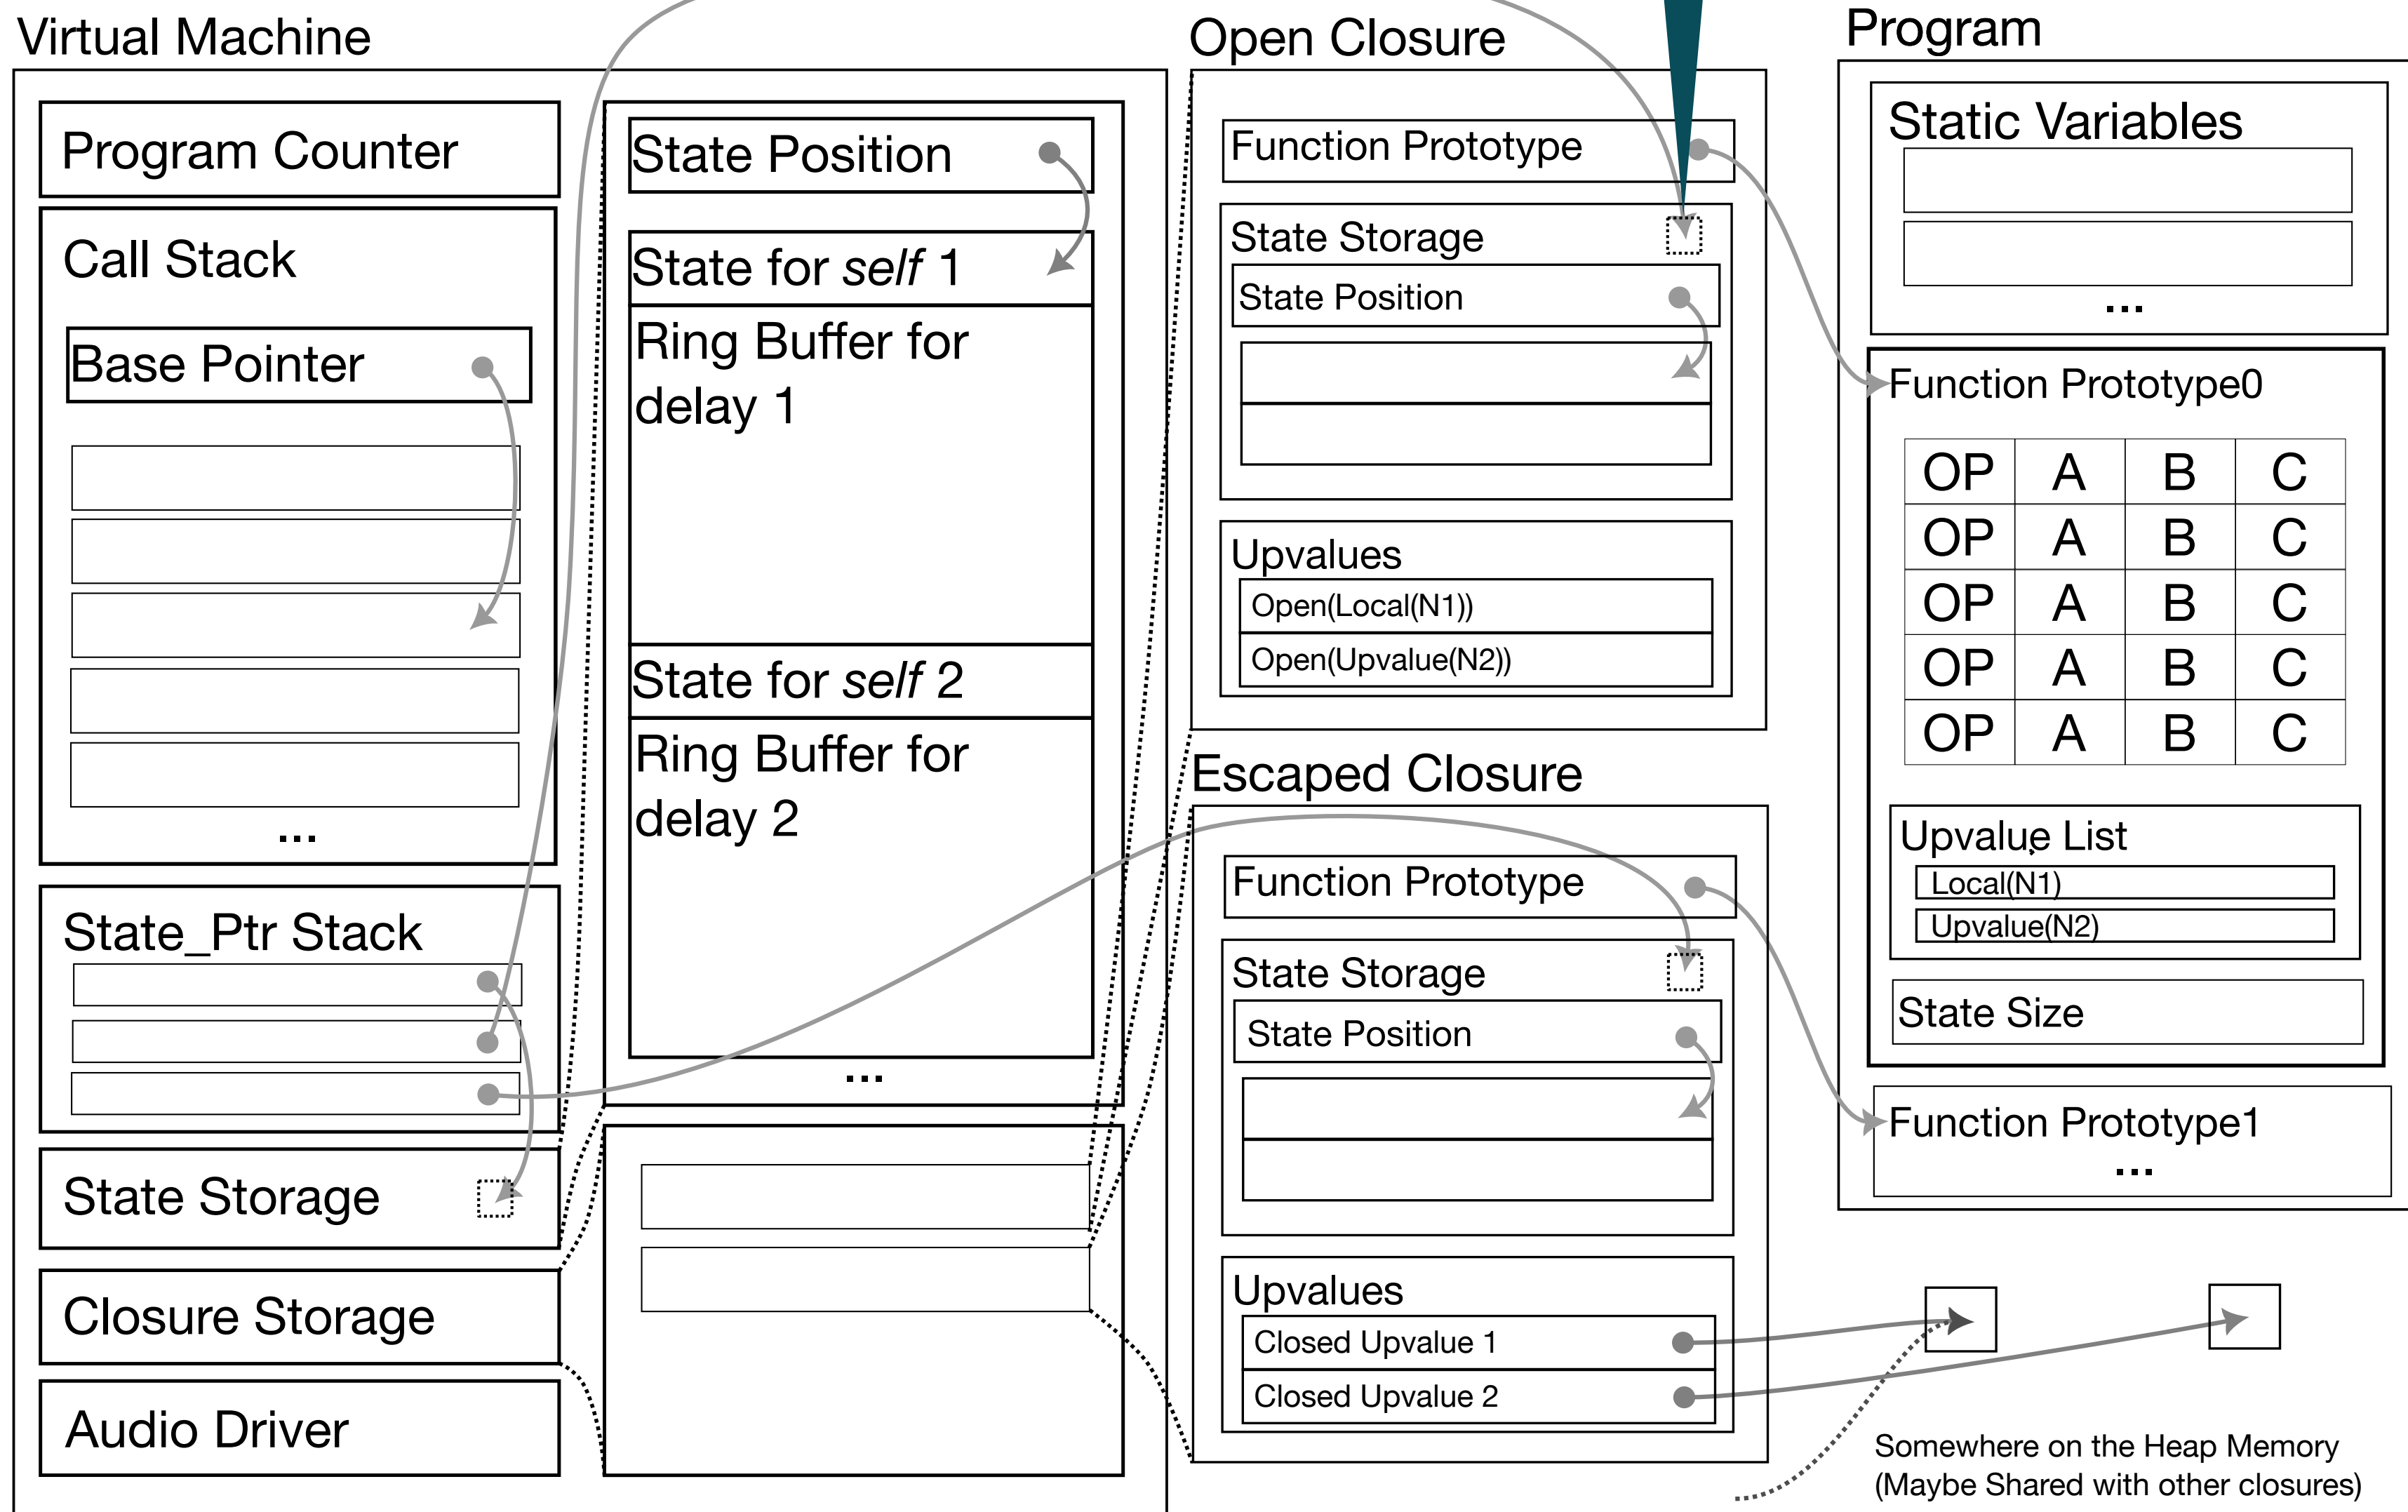 Virtual Machine
Program Counter
Call Stack
Base Pointer
...
State_Ptr Stack
State Storage
Closure Storage
Audio Driver
State Position
State for self 1
Ring Buffer for
delay 1
State for self 2
Ring Buffer for
delay 2
...
Open Closure
Function Prototype
State Storage
State Position
Upvalues
Open(Local(N1))
Open(Upvalue(N2))
Escaped Closure
Function Prototype
State Storage
State Position
Upvalues
Closed Upvalue 1
Closed Upvalue 2
Program
Static Variables
...
Function Prototype0
OP A B C
OP A B C
OP A B C
OP A B C
OP A B C
Upvalue List
Local(N1)
Upvalue(N2)
State Size
Function Prototype1
...
Somewhere on the Heap Memory
(Maybe Shared with other closures)